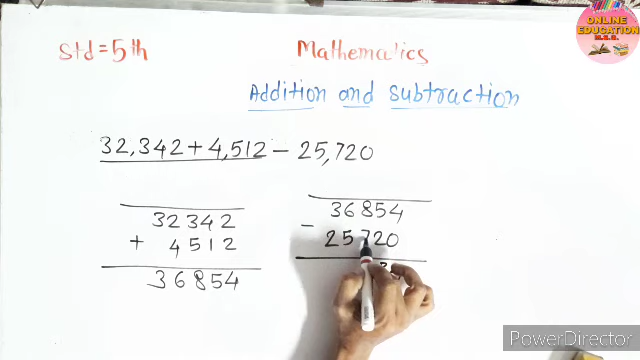 ONLINE
EDUCATION
Std = 5th
Mathematics
Addition and Subtraction
32,342 + 4,512 - 25,720
32342
+ 4512
36854
36854
- 25720
PowerDirector